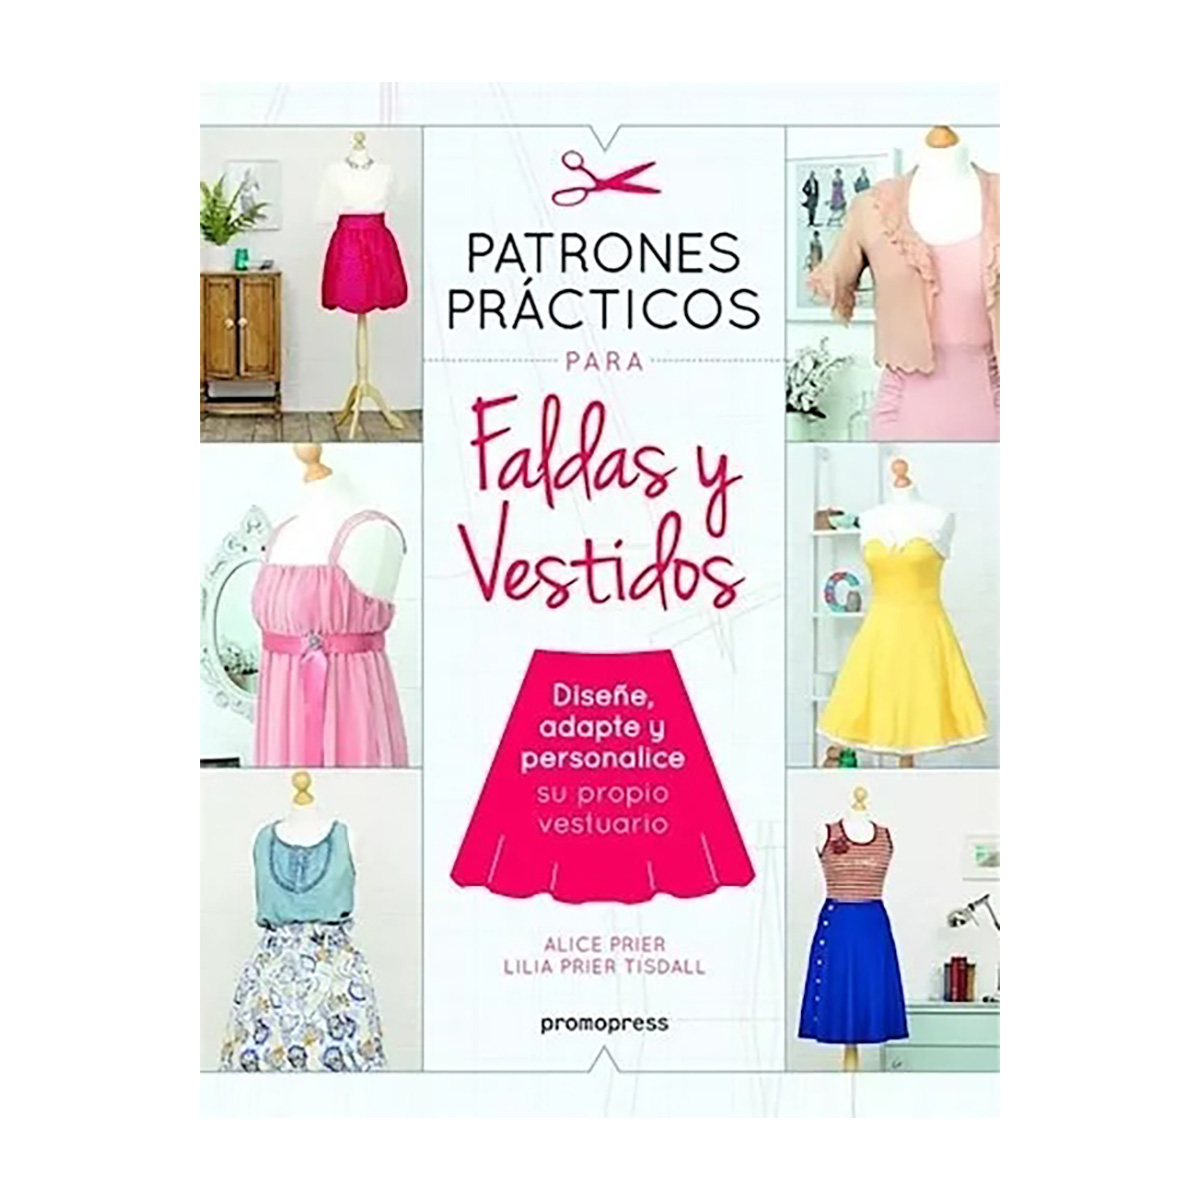 PATRONES
PRÁCTICOS
PARA
Faldas y
Vestidos
Diseñe,
adapte y
personalice
su propio
vestuario
ALICE PRIER
LILIA PRIER TISDALL
promopress